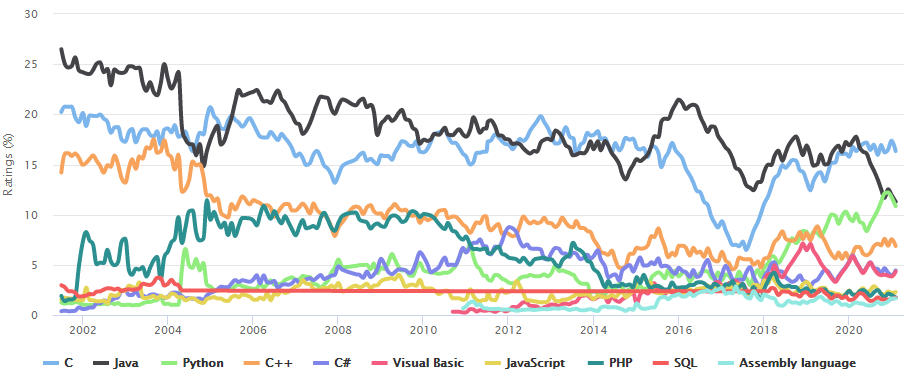 30
25
20
15
10
5
0
Ratings (%)
2002 2004 2006 2008 2010 2012 2014 2016 2018 2020
C Java Python C++ C# Visual Basic JavaScript PHP SQL Assembly language